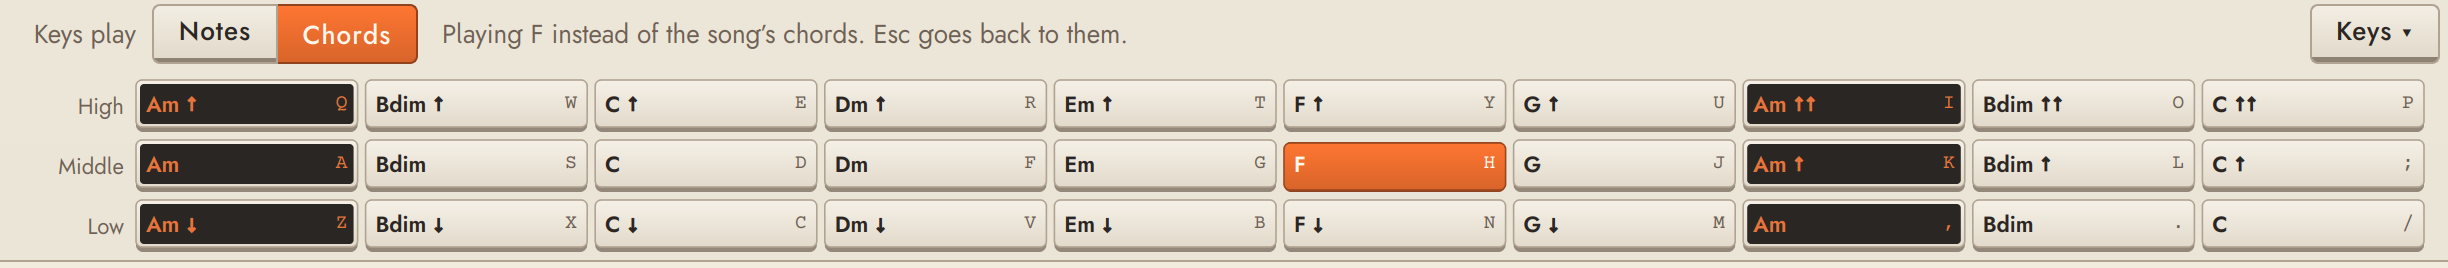 Keys play Notes Chords Playing F instead of the song’s chords. Esc goes back to them. Keys ▾
High Am ↑ Q Bdim ↑ W C ↑ E Dm ↑ R Em ↑ T F ↑ Y G ↑ U Am ↑↑ I Bdim ↑↑ O C ↑↑ P
Middle Am A Bdim S C D Dm F Em G F H G J Am ↑ K Bdim ↑ L C ↑ ;
Low Am ↓ Z Bdim ↓ X C ↓ C Dm ↓ V Em ↓ B F ↓ N G ↓ M Am , Bdim . C /